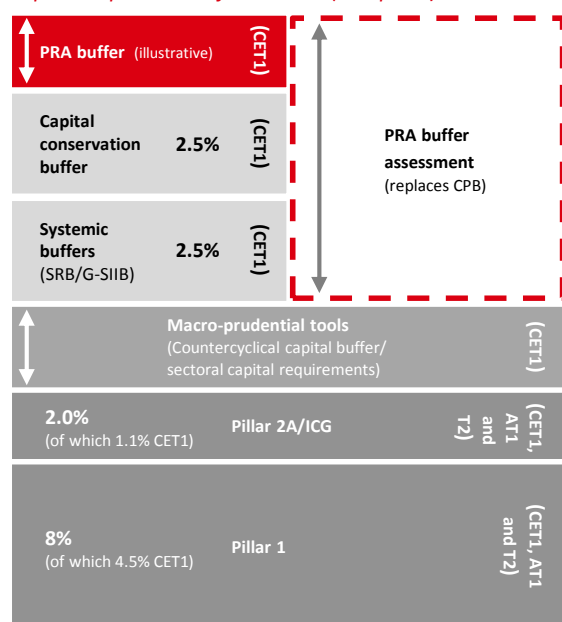 PRA buffer (illustrative)
(CET1)
Capital
conservation
buffer
2.5%
(CET1)
PRA buffer
assessment
(replaces CPB)
Systemic
buffers
(SRB/G-SIIB)
2.5%
(CET1)
Macro-prudential tools
(Countercyclical capital buffer/
sectoral capital requirements)
(CET1)
2.0%
(of which 1.1% CET1)
Pillar 2A/ICG
(CET1,
AT1
and
T2)
8%
(of which 4.5% CET1)
Pillar 1
(CET1, AT1
and T2)